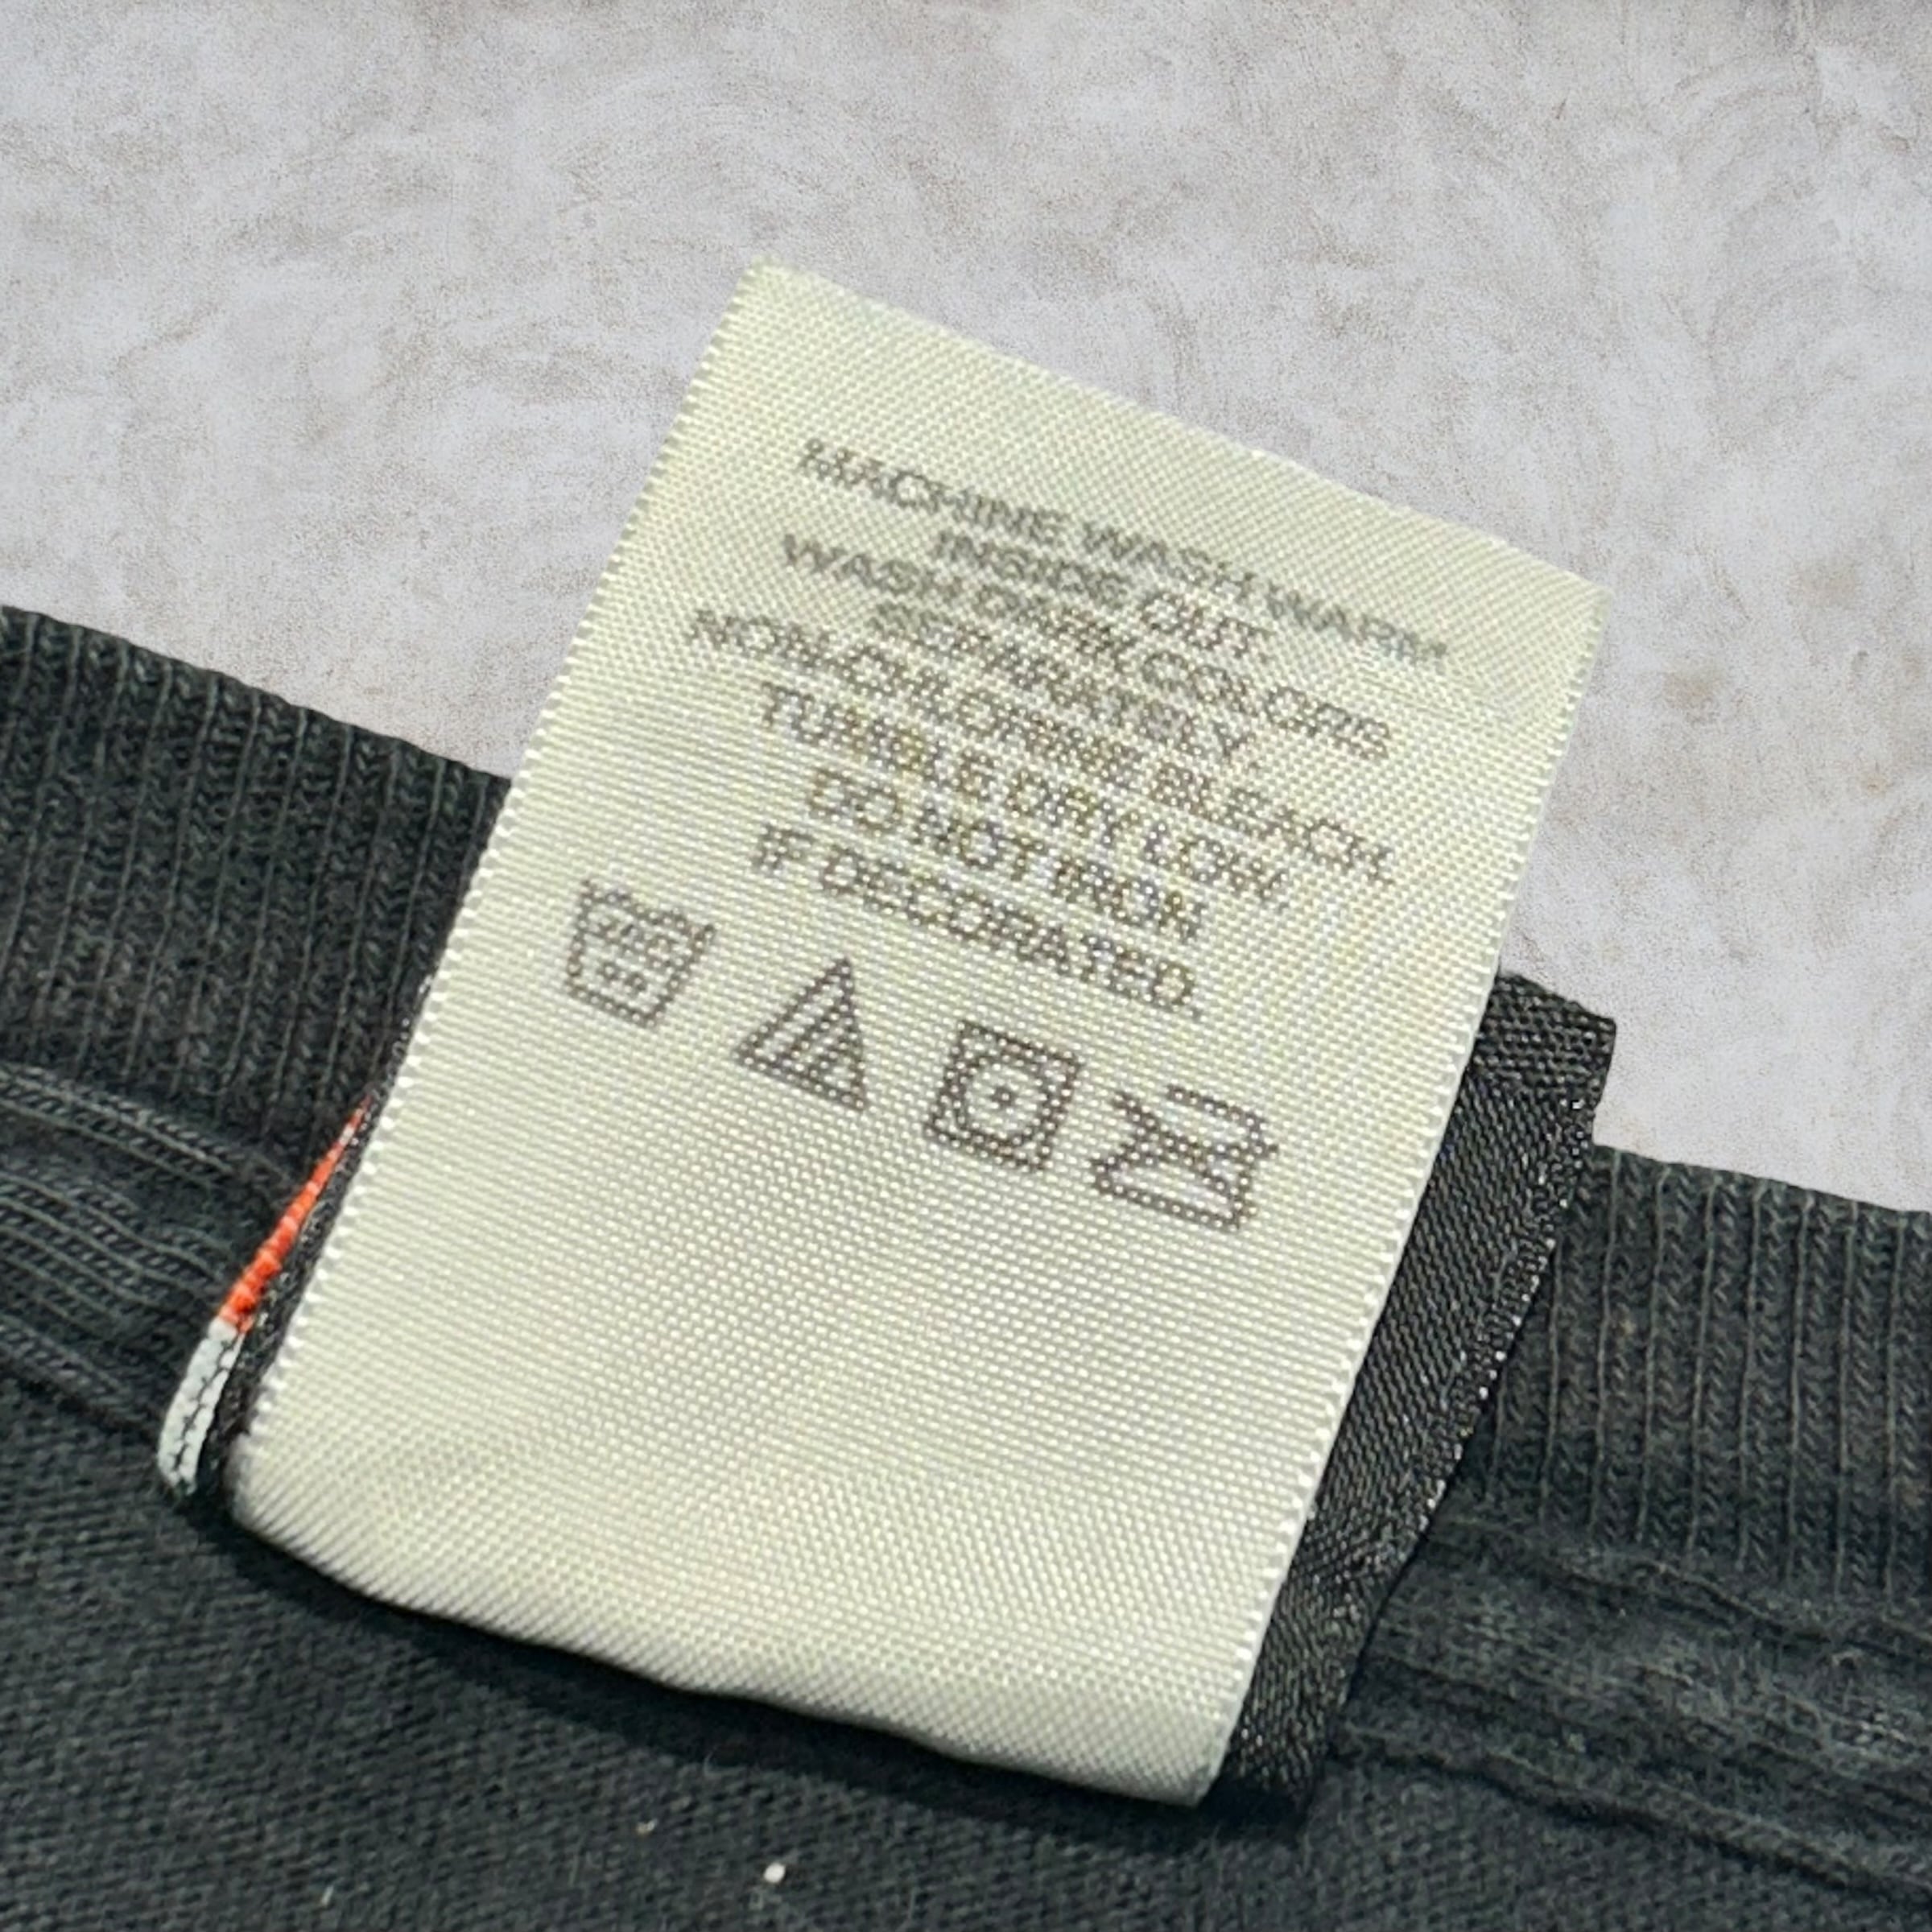 MACHINE WASH WARM
INSIDE OUT.
WASH DARK COLORS
SEPARATELY.
NON-CHLORINE BLEACH.
TUMBLE DRY LOW.
DO NOT IRON
IF DECORATED.